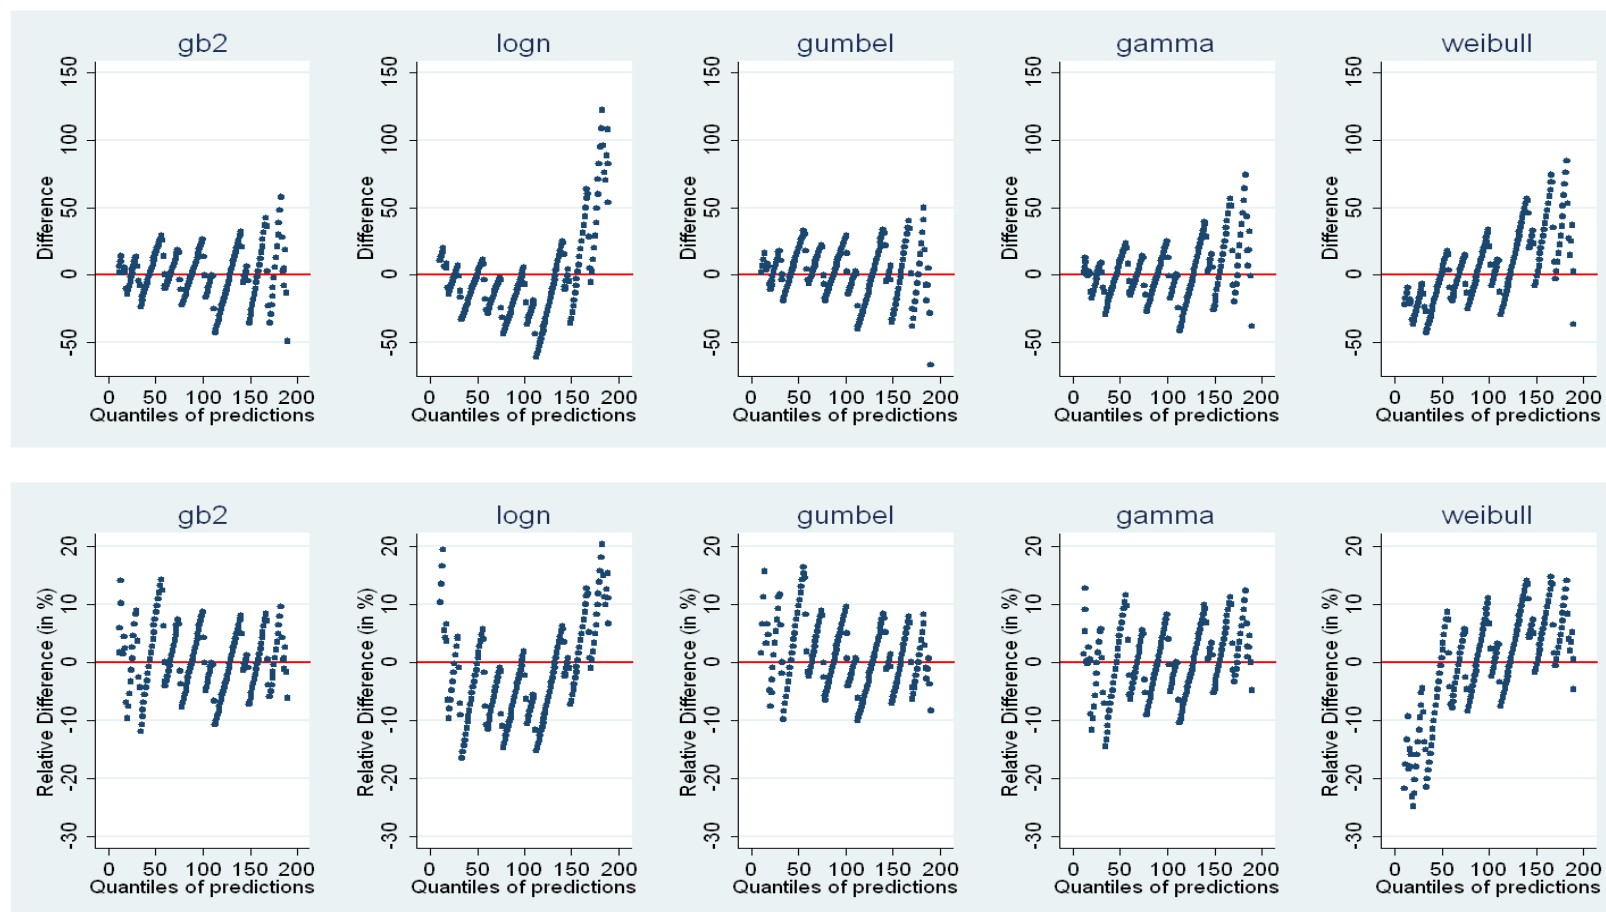 gb2 logn gumbel gamma weibull
150 150 150 150 150
100 100 100 100 100
50 50 50 50 50
0 0 0 0 0
-50 -50 -50 -50 -50
Difference Difference Difference Difference Difference
0 50 100 150 200 0 50 100 150 200 0 50 100 150 200 0 50 100 150 200 0 50 100 150 200
Quantiles of predictions Quantiles of predictions Quantiles of predictions Quantiles of predictions Quantiles of predictions
gb2 logn gumbel gamma weibull
20 20 20 20 20
10 10 10 10 10
0 0 0 0 0
-10 -10 -10 -10 -10
-20 -20 -20 -20 -20
-30 -30 -30 -30 -30
Relative Difference (in %) Relative Difference (in %) Relative Difference (in %) Relative Difference (in %) Relative Difference (in %)
0 50 100 150 200 0 50 100 150 200 0 50 100 150 200 0 50 100 150 200 0 50 100 150 200
Quantiles of predictions Quantiles of predictions Quantiles of predictions Quantiles of predictions Quantiles of predictions